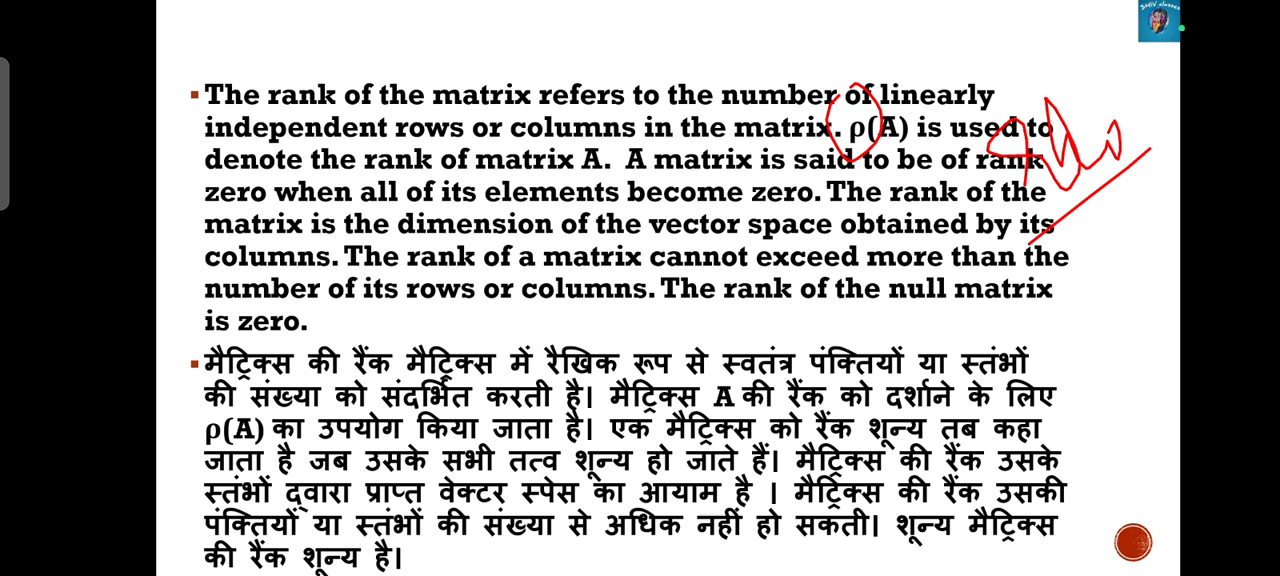 ▪ The rank of the matrix refers to the number of linearly
independent rows or columns in the matrix. ρ(A) is used to
denote the rank of matrix A. A matrix is said to be of rank
zero when all of its elements become zero. The rank of the
matrix is the dimension of the vector space obtained by its
columns. The rank of a matrix cannot exceed more than the
number of its rows or columns. The rank of the null matrix
is zero.
▪ मैट्रिक्स की रैंक मैट्रिक्स में रैखिक रूप से स्वतंत्र पंक्तियों या स्तंभों
की संख्या को संदर्भित करती है। मैट्रिक्स A की रैंक को दर्शाने के लिए
ρ(A) का उपयोग किया जाता है। एक मैट्रिक्स को रैंक शून्य तब कहा
जाता है जब उसके सभी तत्व शून्य हो जाते हैं। मैट्रिक्स की रैंक उसके
स्तंभों द्वारा प्राप्त वेक्टर स्पेस का आयाम है । मैट्रिक्स की रैंक उसकी
पंक्तियों या स्तंभों की संख्या से अधिक नहीं हो सकती। शून्य मैट्रिक्स
की रैंक शून्य है।